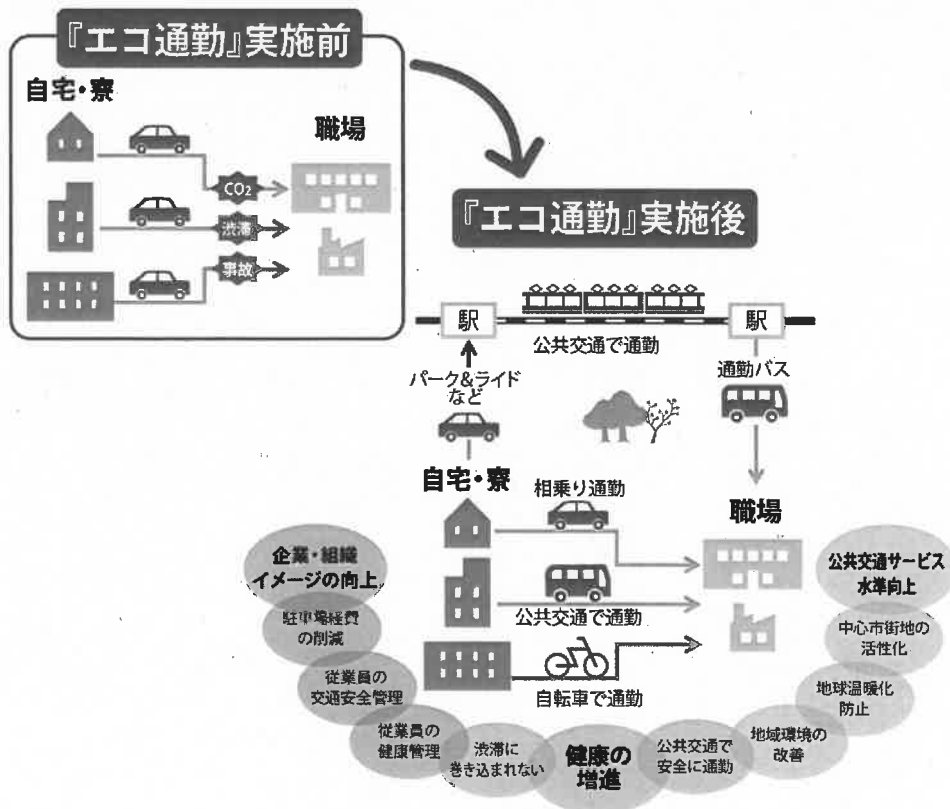 『エコ通勤』実施前
自宅・寮
職場
CO₂
渋滞
事故
『エコ通勤』実施後
駅
駅
公共交通で通勤
パーク&ライド
など
通勤バス
自宅・寮
相乗り通勤
職場
公共交通で通勤
自転車で通勤
企業・組織
イメージの向上
駐車場経費
の削減
従業員の
交通安全管理
従業員の
健康管理
渋滞に
巻き込まれない
健康の
増進
公共交通で
安全に通勤
地域環境の
改善
地球温暖化
防止
中心市街地の
活性化
公共交通サービス
水準向上